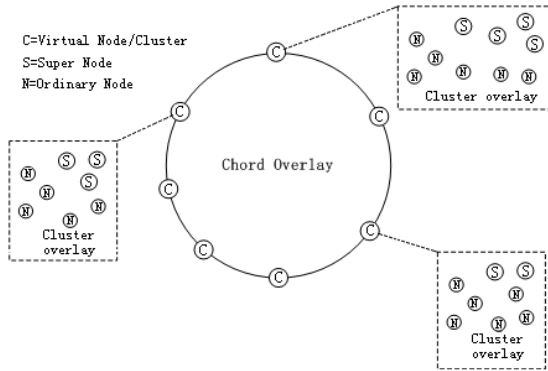 C=Virtual Node/Cluster
S=Super Node
N=Ordinary Node
C
S S S
N S
N
N N N N
Cluster overlay
C
C
Chord Overlay
S S
N S
N
N N N
Cluster
overlay
C
C
C
C
S S
N N
N
N N N
Cluster
overlay